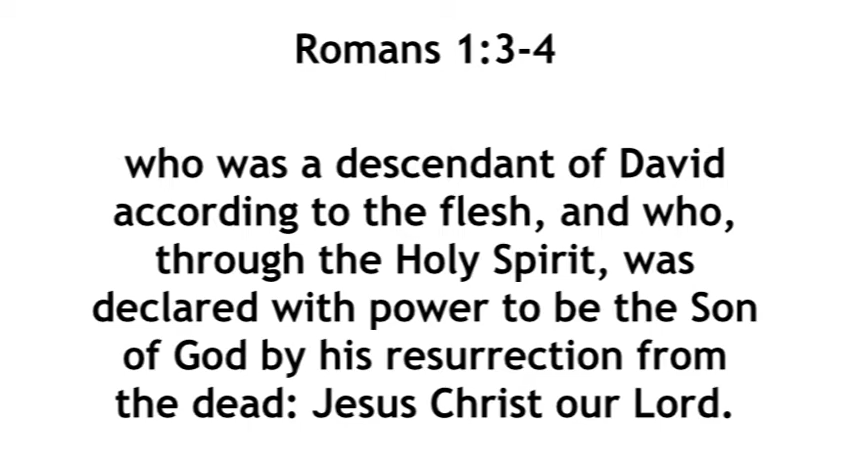 Romans 1:3-4
who was a descendant of David
according to the flesh, and who,
through the Holy Spirit, was
declared with power to be the Son
of God by his resurrection from
the dead: Jesus Christ our Lord.